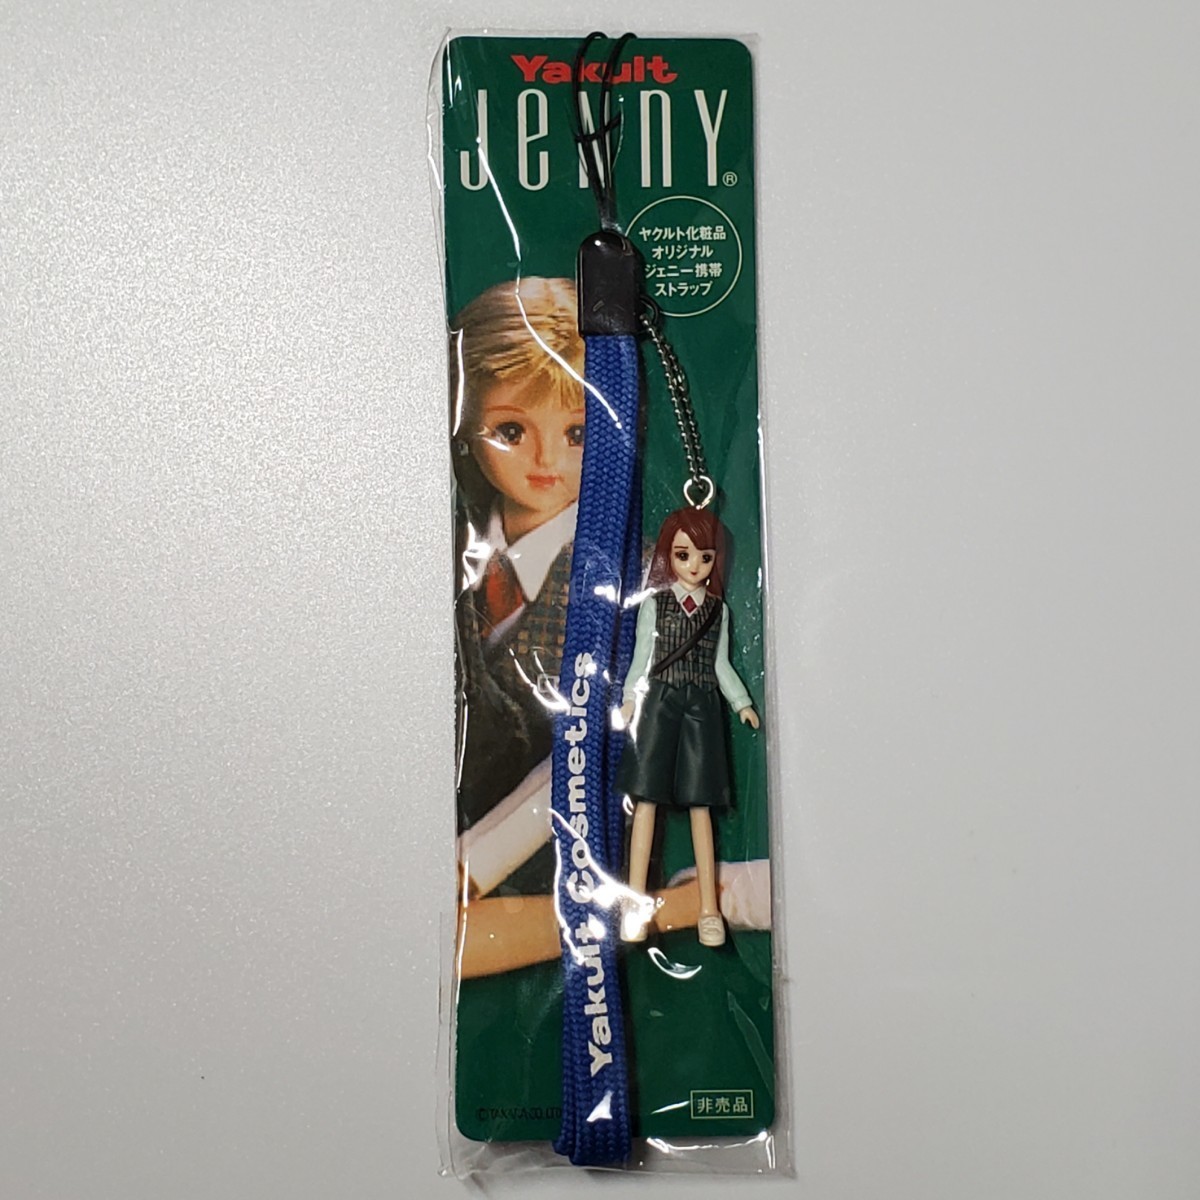 Yakult
JeNNY®
ヤクルト化粧品
オリジナル
ジェニー携帯
ストラップ
Yakult Cosmetics
非売品